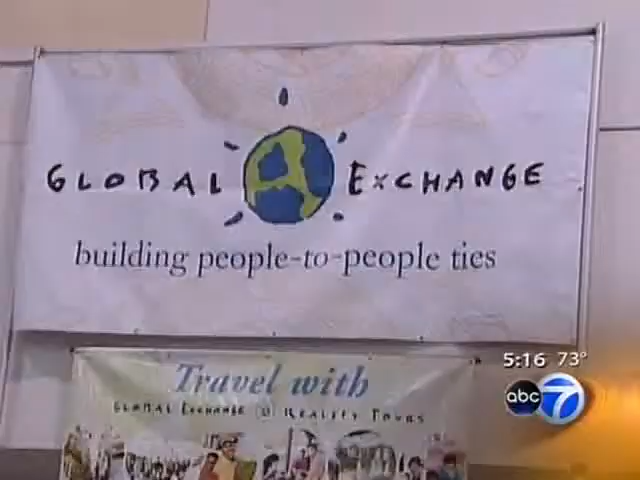 GLOBAL EXCHANGE
building people-to-people ties
Travel with
GLOBAL EXCHANGE REALITY TOURS
5:16 73°
abc 7